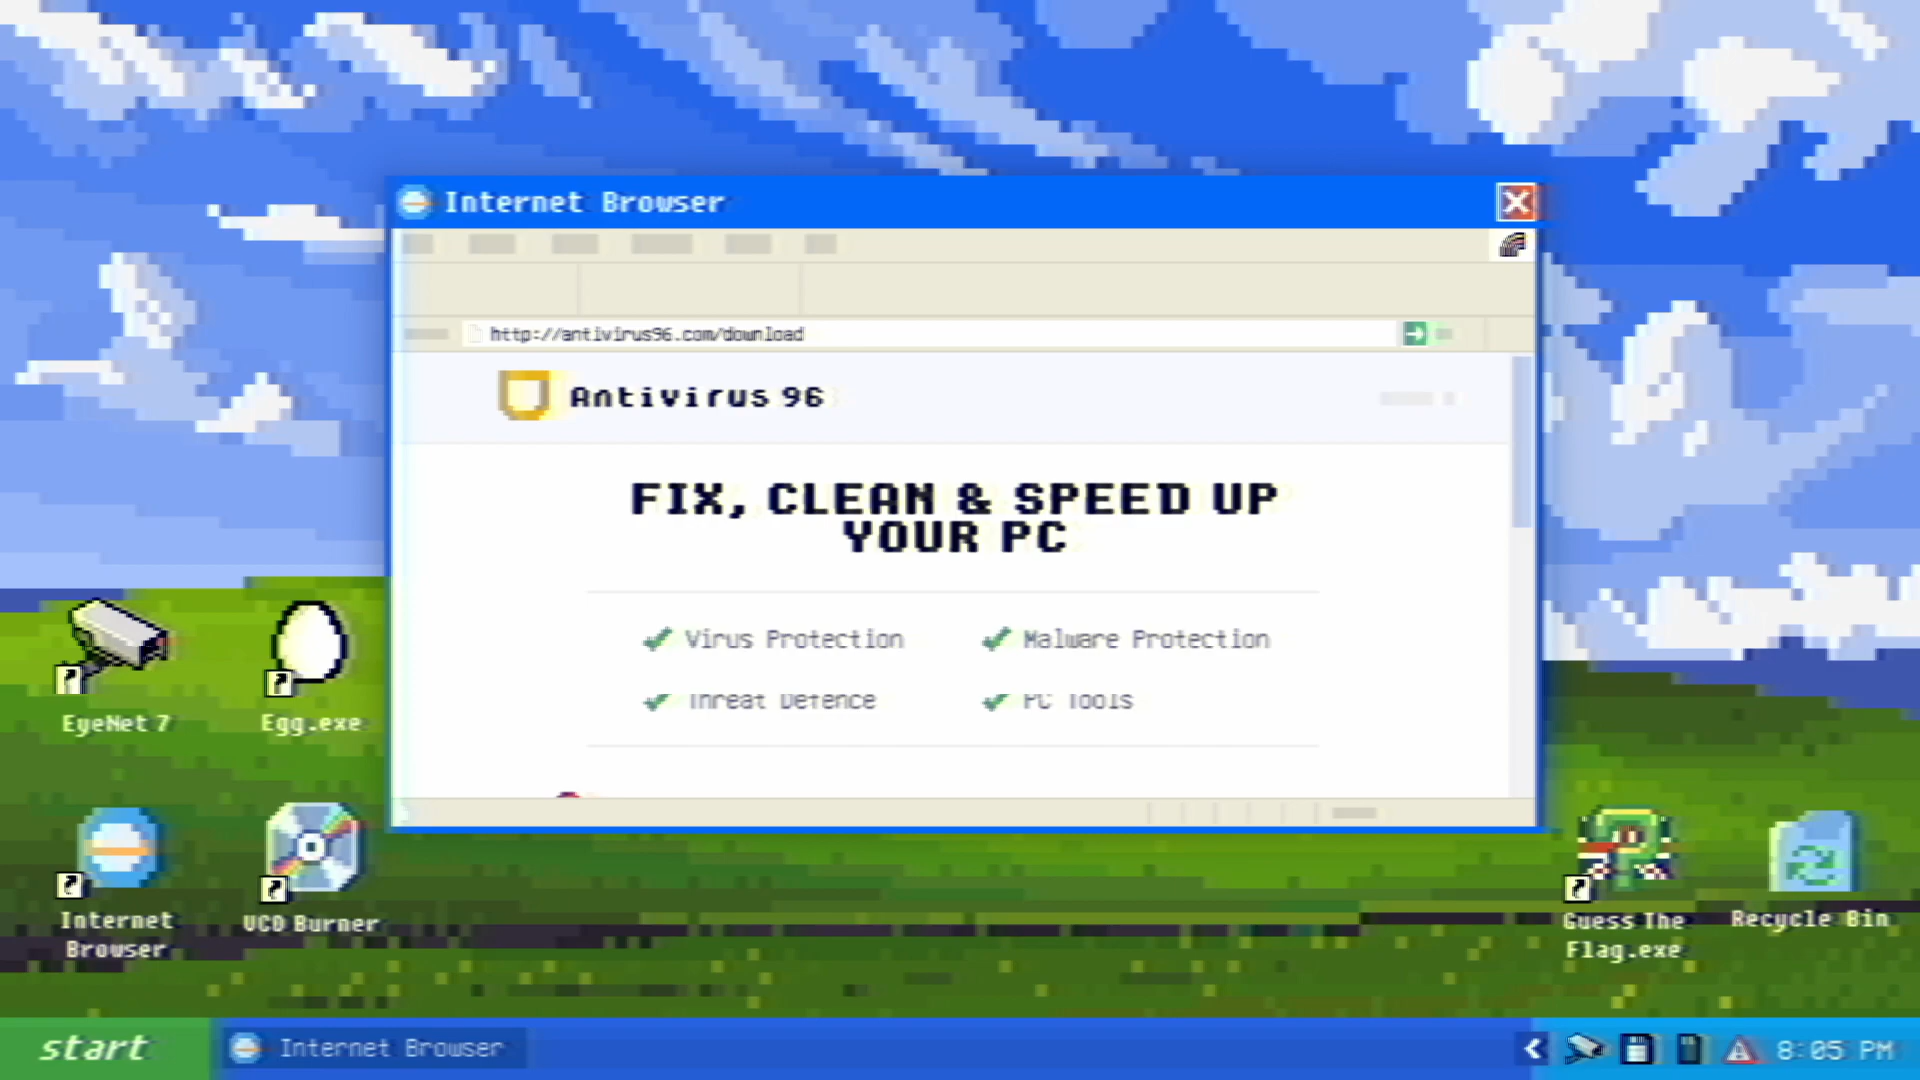 Internet Browser
http://antivirus96.com/download
Antivirus 96
FIX, CLEAN & SPEED UP
YOUR PC
Virus Protection
Malware Protection
Threat Defence
PC Tools
EyeNet 7
Egg.exe
Internet
Browser
VCD Burner
Guess The
Flag.exe
Recycle Bin
start
Internet Browser
8:05 PM